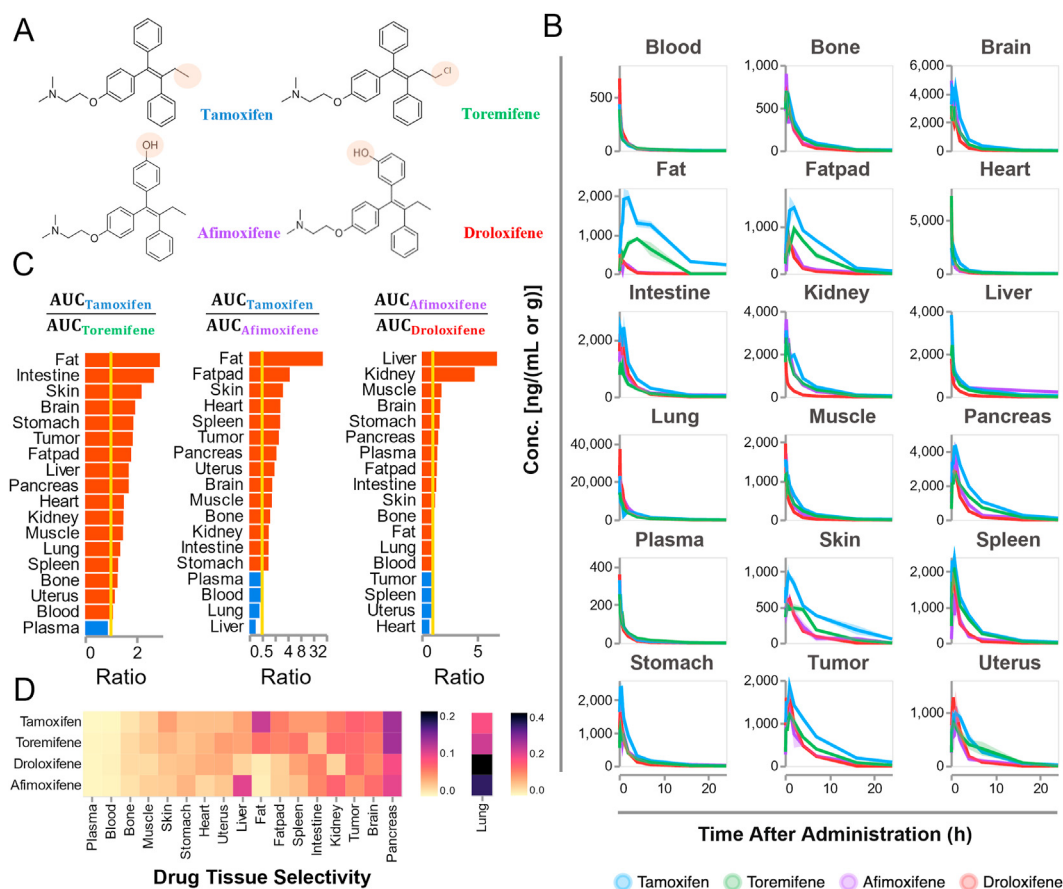 A
N
O
Tamoxifen
Cl
N
O
Toremifene
OH
N
O
Afimoxifene
HO
N
O
Droloxifene
B
Conc. [ng/(mL or g)]
Blood
500
0
Bone
1,000
500
0
Brain
4,000
2,000
0
Fat
2,000
1,000
0
Fatpad
2,000
1,000
0
Heart
5,000
0
Intestine
2,000
0
Kidney
4,000
2,000
0
Liver
4,000
2,000
0
Lung
40,000
20,000
0
Muscle
2,000
1,000
0
Pancreas
4,000
2,000
0
Plasma
400
200
0
Skin
1,000
500
0
Spleen
2,000
1,000
0
Stomach
2,000
1,000
0
0 10 20
Tumor
2,000
1,000
0
0 10 20
Uterus
1,000
0
0 10 20
Time After Administration (h)
Tamoxifen
Toremifene
Afimoxifene
Droloxifene
C
AUCTamoxifen
AUCToremifene
Fat
Intestine
Skin
Brain
Stomach
Tumor
Fatpad
Liver
Pancreas
Heart
Kidney
Muscle
Lung
Spleen
Bone
Uterus
Blood
Plasma
0 2
Ratio
AUCTamoxifen
AUCAfimoxifene
Fat
Fatpad
Skin
Heart
Spleen
Tumor
Pancreas
Uterus
Brain
Muscle
Bone
Kidney
Intestine
Stomach
Plasma
Blood
Lung
Liver
0.5 4 8 32
Ratio
AUCAfimoxifene
AUCDroloxifene
Liver
Kidney
Muscle
Brain
Stomach
Pancreas
Plasma
Fatpad
Intestine
Skin
Bone
Fat
Lung
Blood
Tumor
Spleen
Uterus
Heart
0 5
Ratio
D
Tamoxifen
Toremifene
Droloxifene
Afimoxifene
Plasma
Blood
Bone
Muscle
Skin
Stomach
Heart
Uterus
Liver
Fat
Fatpad
Spleen
Intestine
Kidney
Tumor
Brain
Pancreas
0.2
0.1
0.0
Lung
0.4
0.2
0.0
Drug Tissue Selectivity